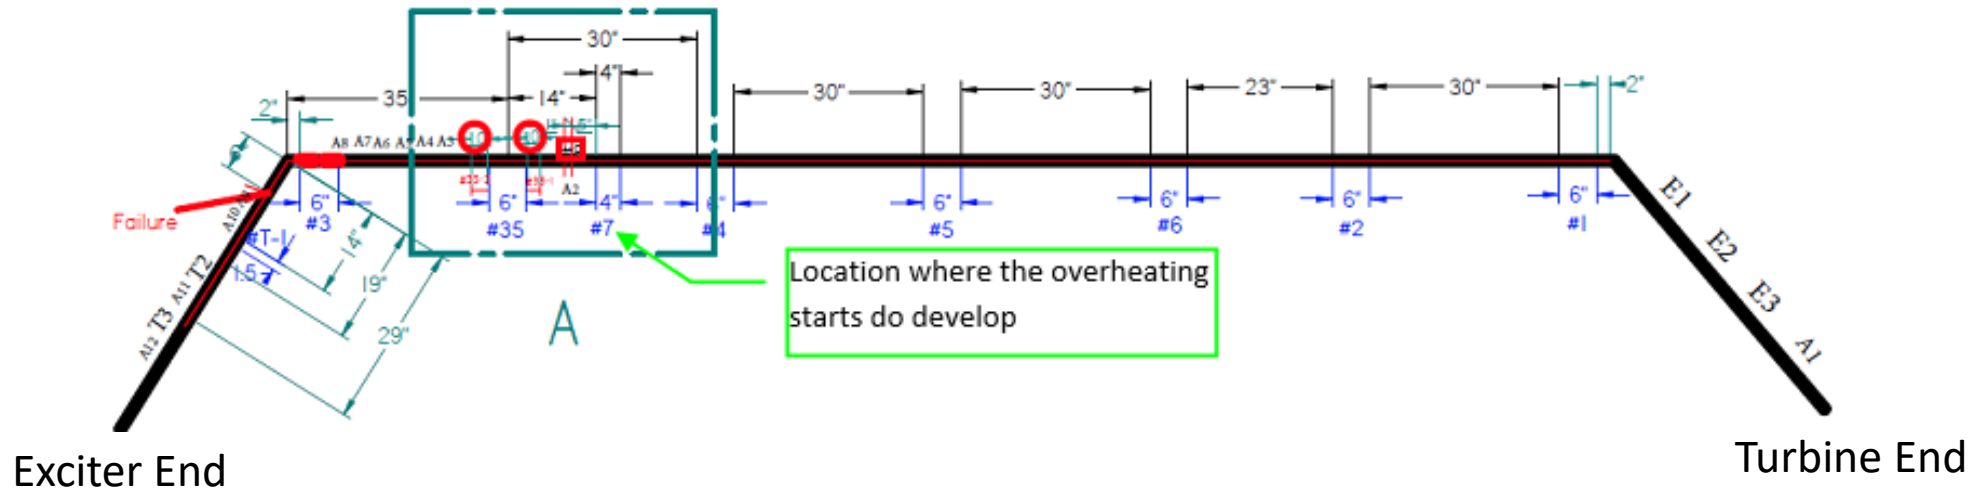 30"
4"
35
14"
30"
30"
23"
30"
2"
2"
A8 A7 A6 A5 A4 A3
A2
Failure
A10
6"
#3
6"
#35
4"
#7
6"
#4
6"
#5
6"
#6
6"
#2
6"
#1
#T-1
1.5
14"
19"
29"
A11 T2
A12 T3
E1
E2
E3
A1
A
Location where the overheating
starts do develop
Exciter End
Turbine End